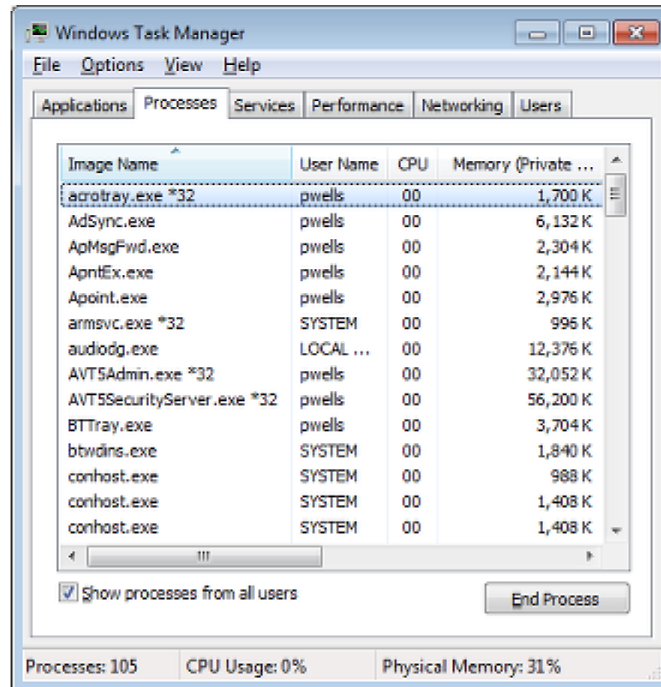 Windows Task Manager
File Options View Help
Applications Processes Services Performance Networking Users
Image Name User Name CPU Memory (Private ...
acrotray.exe *32 pwells 00 1,700 K
AdSync.exe pwells 00 6,132 K
ApMsgFwd.exe pwells 00 2,304 K
ApntEx.exe pwells 00 2,144 K
Apoint.exe pwells 00 2,976 K
armsvc.exe *32 SYSTEM 00 996 K
audiodg.exe LOCAL ... 00 12,376 K
AVT5Admin.exe *32 pwells 00 32,052 K
AVT5SecurityServer.exe *32 pwells 00 56,200 K
BTTray.exe pwells 00 3,704 K
btwdins.exe SYSTEM 00 1,840 K
conhost.exe SYSTEM 00 988 K
conhost.exe SYSTEM 00 1,408 K
conhost.exe SYSTEM 00 1,408 K
Show processes from all users End Process
Processes: 105 CPU Usage: 0% Physical Memory: 31%